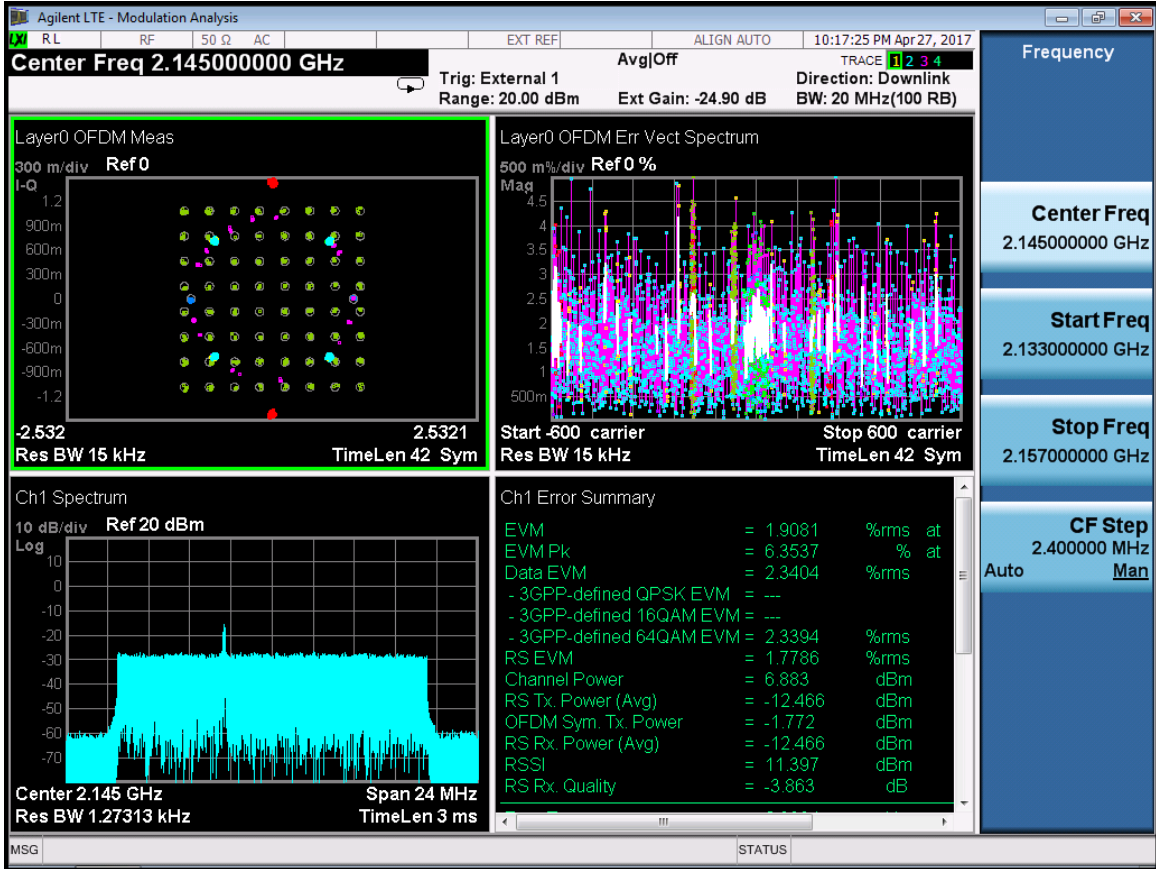 Agilent LTE - Modulation Analysis
LXI RL RF 50 Ω AC EXT REF ALIGN AUTO 10:17:25 PM Apr 27, 2017
Center Freq 2.145000000 GHz
Avg|Off
TRACE 1 2 3 4
Trig: External 1
Direction: Downlink
Range: 20.00 dBm Ext Gain: -24.90 dB BW: 20 MHz(100 RB)
Layer0 OFDM Meas
300 m/div Ref 0
I-Q
1.2
900m
600m
300m
0
-300m
-600m
-900m
-1.2
-2.532 2.5321
Res BW 15 kHz TimeLen 42 Sym
Layer0 OFDM Err Vect Spectrum
500 m%/div Ref 0 %
Mag
4.5
4
3.5
3
2.5
2
1.5
1
500m
Start -600 carrier Stop 600 carrier
Res BW 15 kHz TimeLen 42 Sym
Ch1 Spectrum
10 dB/div Ref 20 dBm
Log
10
0
-10
-20
-30
-40
-50
-60
-70
Center 2.145 GHz Span 24 MHz
Res BW 1.27313 kHz TimeLen 3 ms
Ch1 Error Summary
EVM = 1.9081 %rms at
EVM Pk = 6.3537 % at
Data EVM = 2.3404 %rms
- 3GPP-defined QPSK EVM = ---
- 3GPP-defined 16QAM EVM = ---
- 3GPP-defined 64QAM EVM = 2.3394 %rms
RS EVM = 1.7786 %rms
Channel Power = 6.883 dBm
RS Tx. Power (Avg) = -12.466 dBm
OFDM Sym. Tx. Power = -1.772 dBm
RS Rx. Power (Avg) = -12.466 dBm
RSSI = 11.397 dBm
RS Rx. Quality = -3.863 dB
Frequency
Center Freq
2.145000000 GHz
Start Freq
2.133000000 GHz
Stop Freq
2.157000000 GHz
CF Step
2.400000 MHz
Auto Man
MSG STATUS